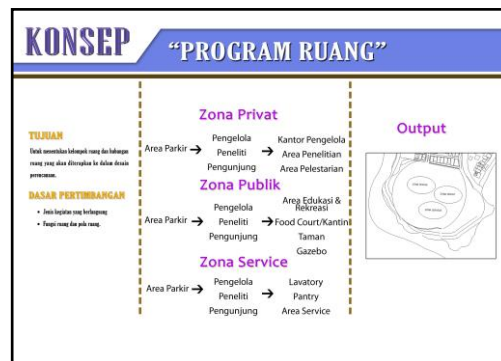 KONSEP
“PROGRAM RUANG”
TUJUAN
Untuk menentukan kelompok ruang dan hubungan
ruang yang akan diterapkan ke dalam desain
perencanaan.
DASAR PERTIMBANGAN
• Jenis kegiatan yang berlangsung
• Fungsi ruang dan pola ruang.
Zona Privat
Area Parkir → Pengelola → Kantor Pengelola
Peneliti Area Penelitian
Pengunjung Area Pelestarian
Zona Publik
Area Parkir → Pengelola → Area Edukasi &
Rekreasi
Peneliti Food Court/Kantini
Pengunjung Taman
Gazebo
Zona Service
Area Parkir → Pengelola → Lavatory
Peneliti Pantry
Pengunjung Area Service
Output